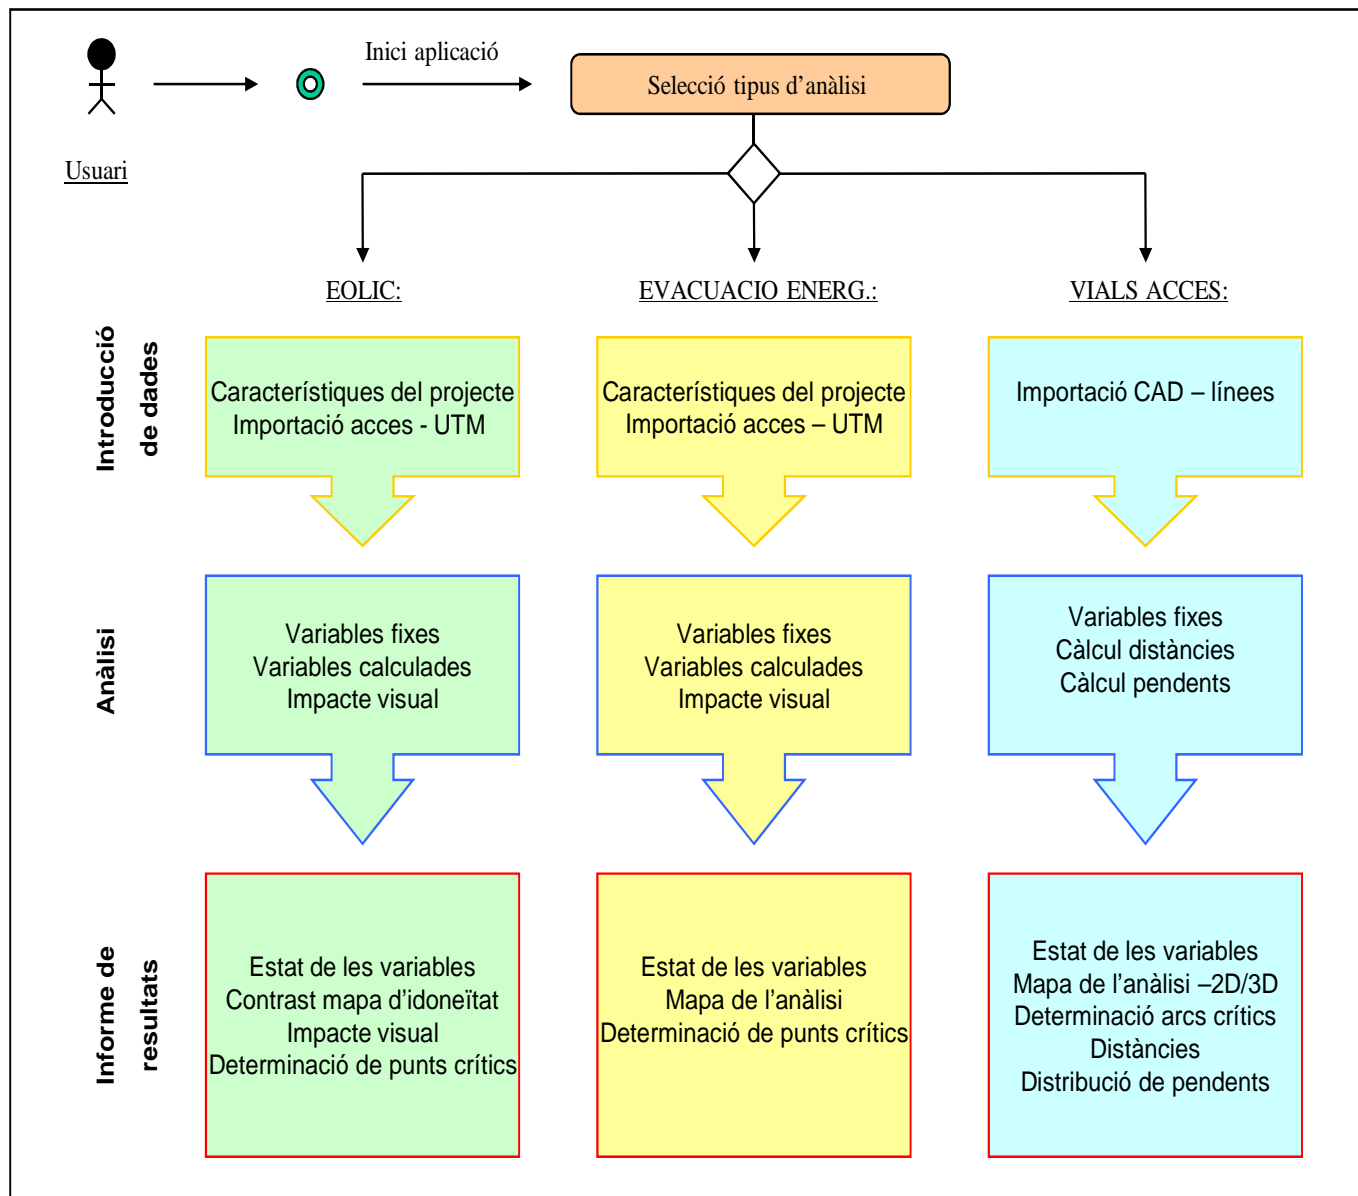 Inici aplicació
Selecció tipus d’anàlisi
Usuari
EOLIC:
EVACUACIO ENERG.:
VIALS ACCES:
Introducció
de dades
Característiques del projecte
Importació acces - UTM
Característiques del projecte
Importació acces – UTM
Importació CAD – línees
Anàlisi
Variables fixes
Variables calculades
Impacte visual
Variables fixes
Variables calculades
Impacte visual
Variables fixes
Càlcul distàncies
Càlcul pendents
Informe de
resultats
Estat de les variables
Contrast mapa d’idoneïtat
Impacte visual
Determinació de punts crítics
Estat de les variables
Mapa de l’anàlisi
Determinació de punts crítics
Estat de les variables
Mapa de l’anàlisi –2D/3D
Determinació arcs crítics
Distàncies
Distribució de pendents